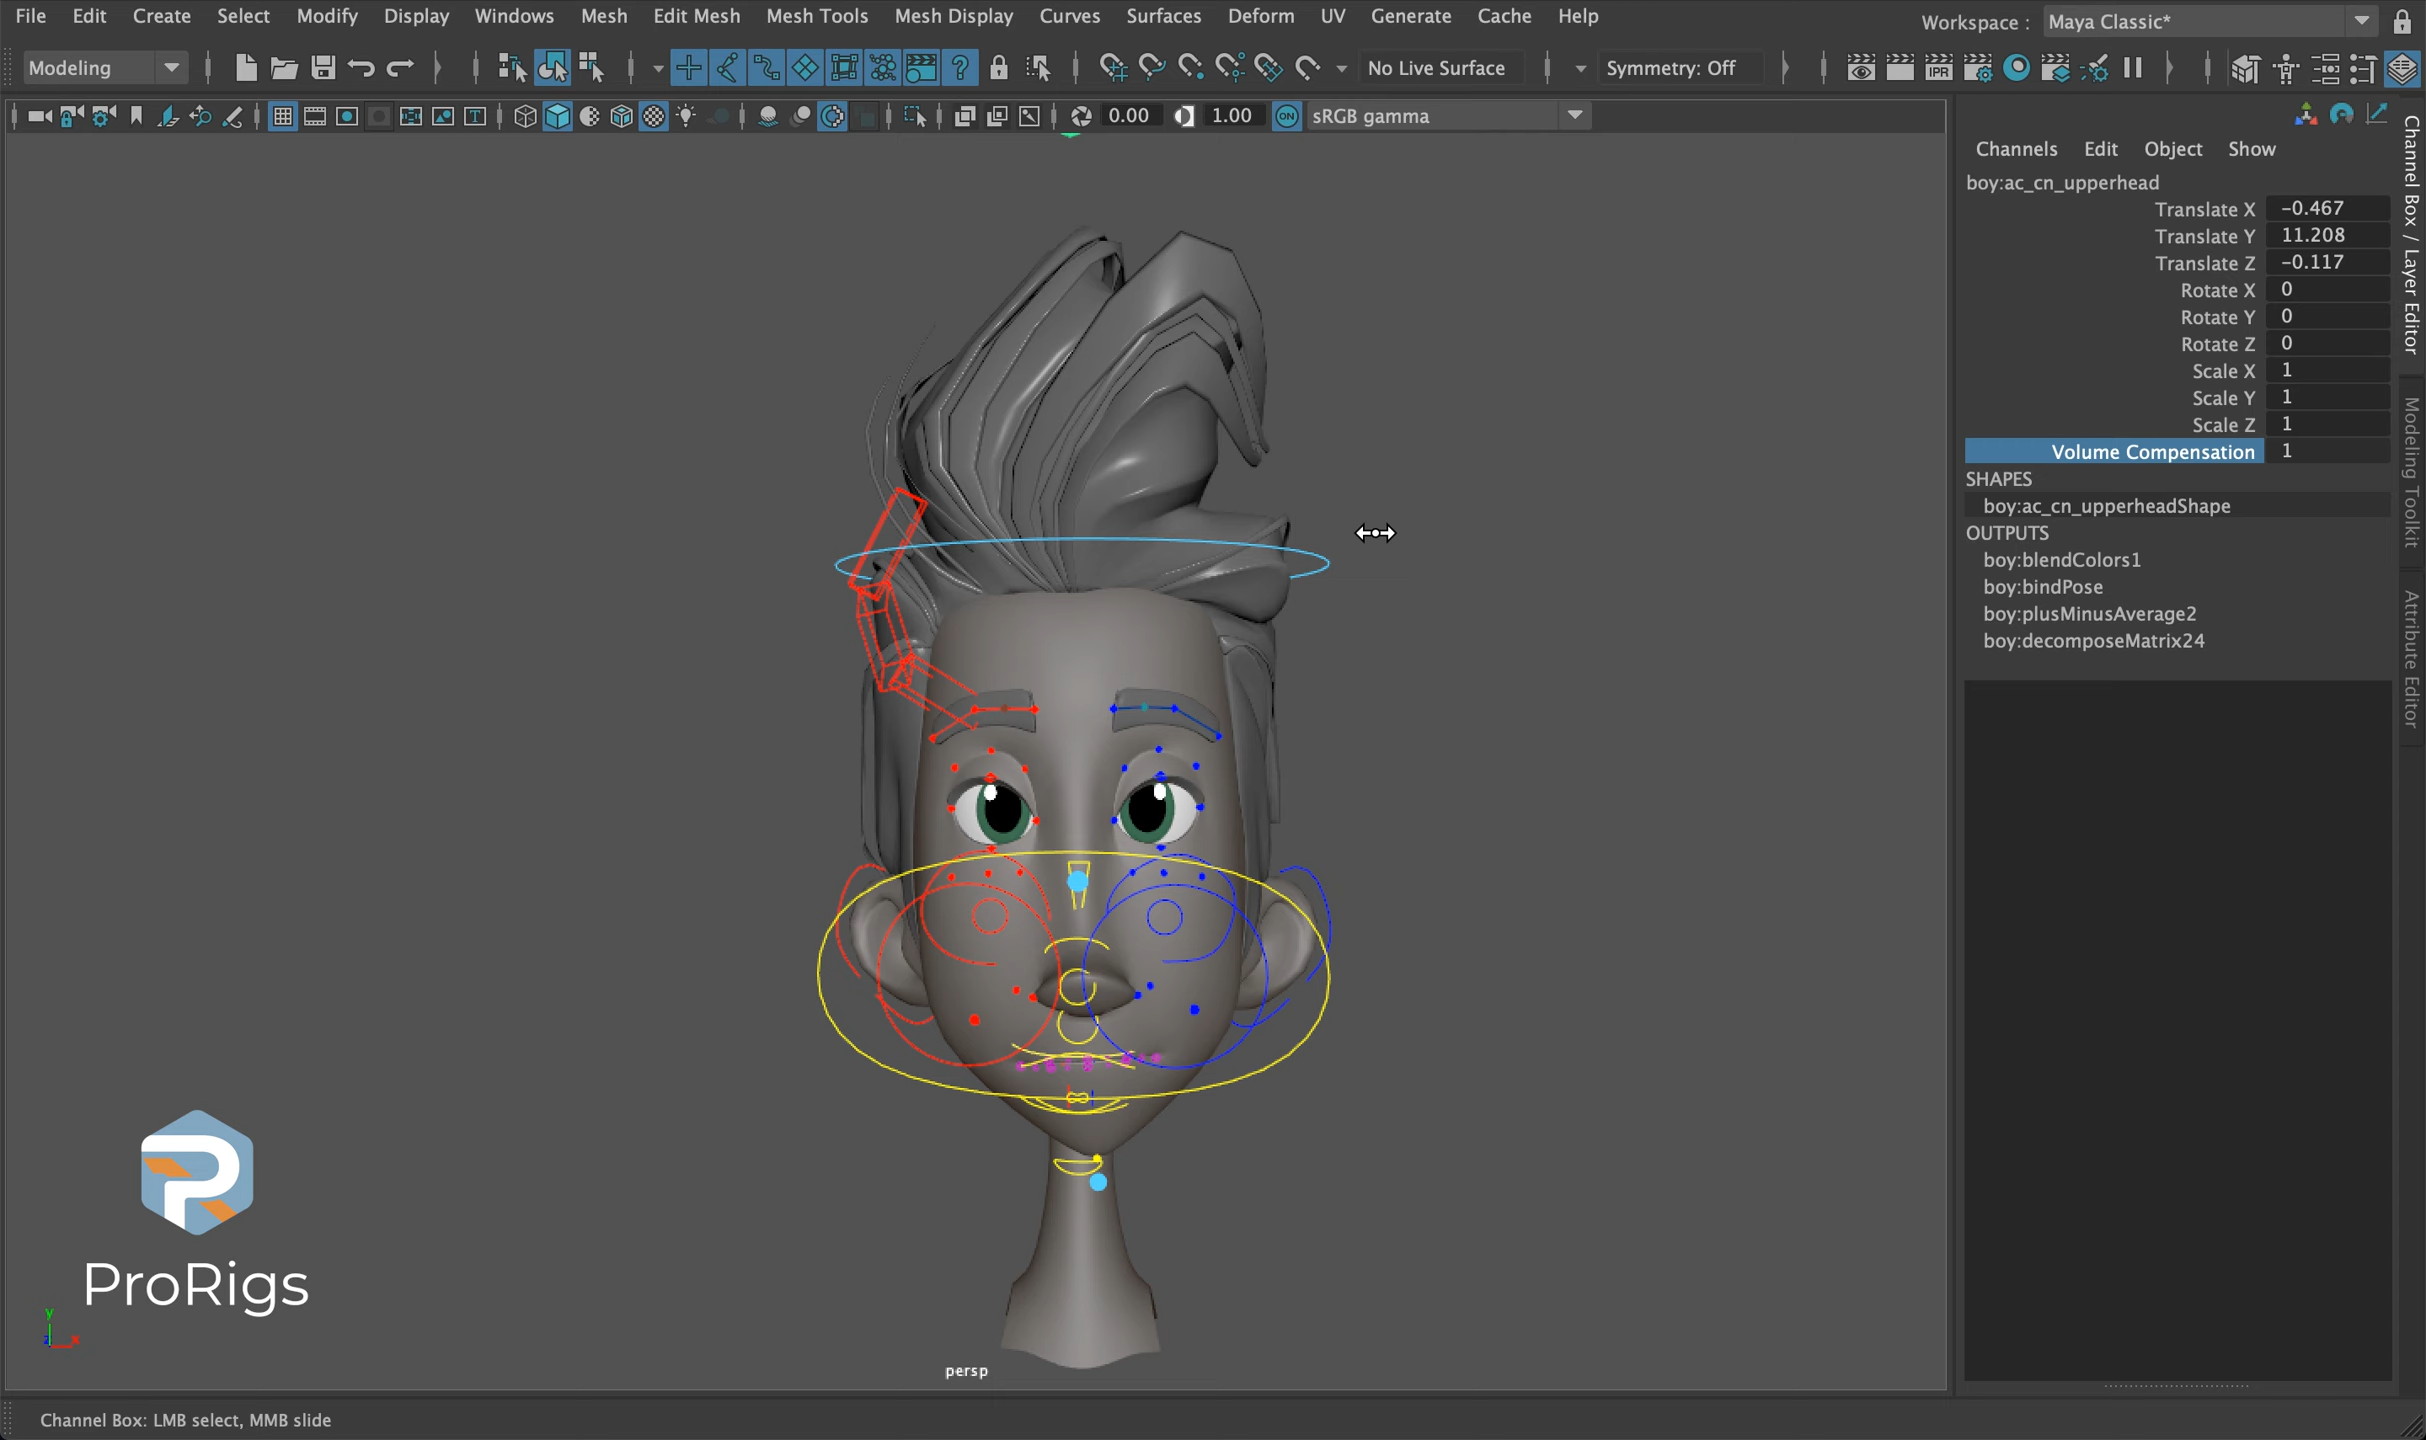 File Edit Create Select Modify Display Windows Mesh Edit Mesh Mesh Tools Mesh Display Curves Surfaces Deform UV Generate Cache Help
Workspace : Maya Classic*
Modeling
No Live Surface
Symmetry: Off
IPR
0.00
1.00
ON
sRGB gamma
Channels Edit Object Show
boy:ac_cn_upperhead
Translate X -0.467
Translate Y 11.208
Translate Z -0.117
Rotate X 0
Rotate Y 0
Rotate Z 0
Scale X 1
Scale Y 1
Scale Z 1
Volume Compensation 1
SHAPES
boy:ac_cn_upperheadShape
OUTPUTS
boy:blendColors1
boy:bindPose
boy:plusMinusAverage2
boy:decomposeMatrix24
Channel Box / Layer Editor
Modeling Toolkit
Attribute Editor
ProRigs
y
z
x
persp
Channel Box: LMB select, MMB slide